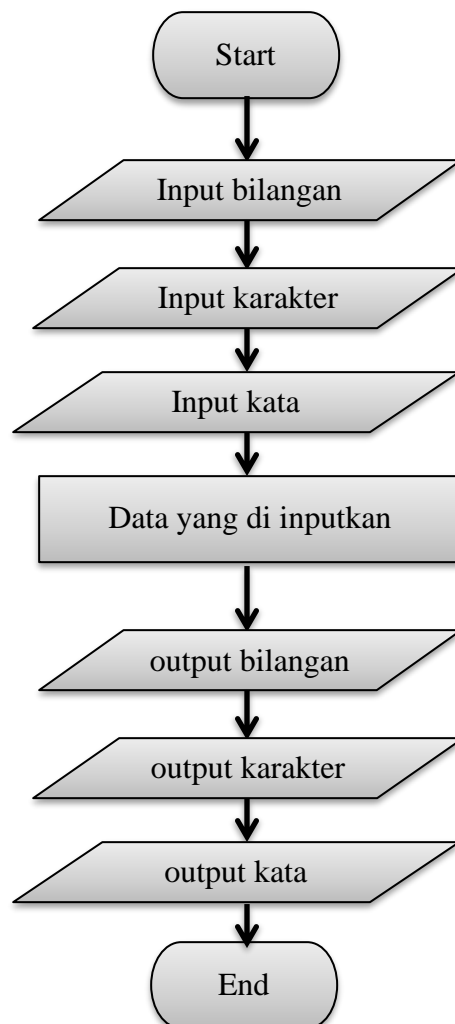 Start
Input bilangan
Input karakter
Input kata
Data yang di inputkan
output bilangan
output karakter
output kata
End